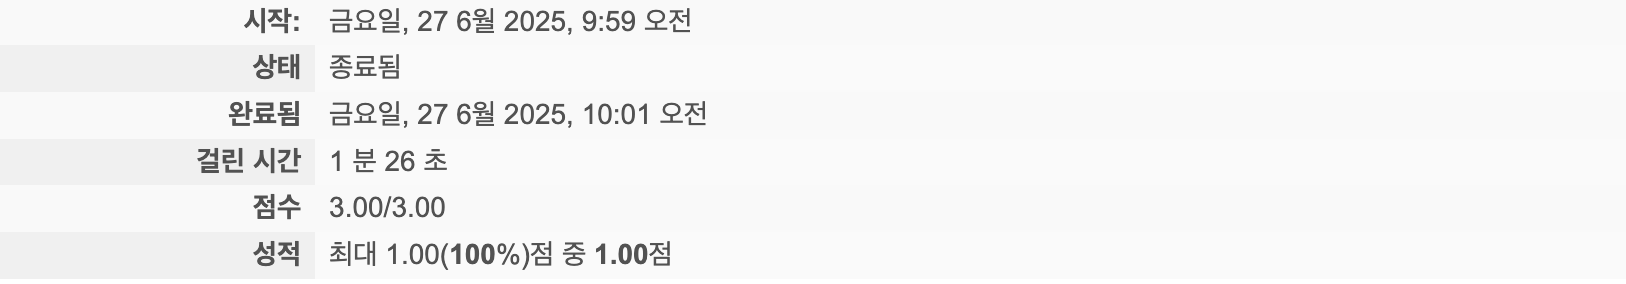 시작: 금요일, 27 6월 2025, 9:59 오전
상태 종료됨
완료됨 금요일, 27 6월 2025, 10:01 오전
걸린 시간 1 분 26 초
점수 3.00/3.00
성적 최대 1.00(100%)점 중 1.00점